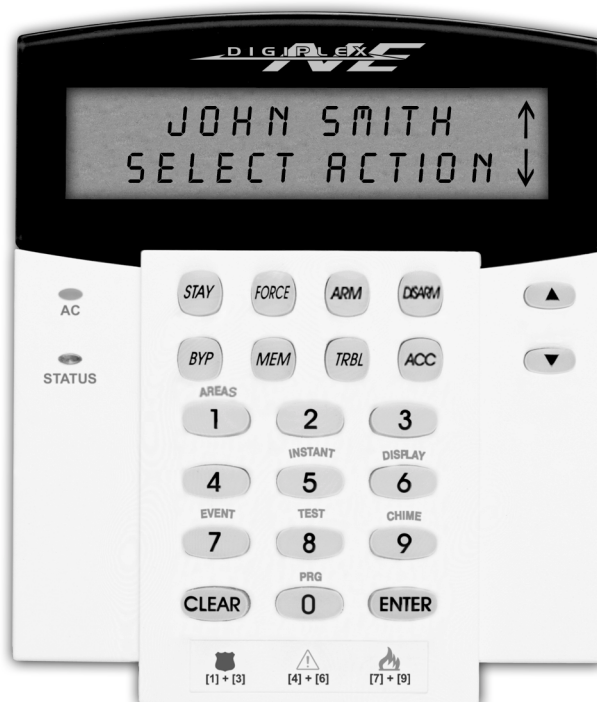 DIGIPLEX NE
JOHN SMITH ↑
SELECT ACTION ↓
STAY FORCE ARM DISARM ▲
AC
BYP MEM TRBL ACC ▼
STATUS
AREAS
1 2 3
INSTANT DISPLAY
4 5 6
EVENT TEST CHIME
7 8 9
PRG
CLEAR 0 ENTER
[1] + [3] [4] + [6] [7] + [9]